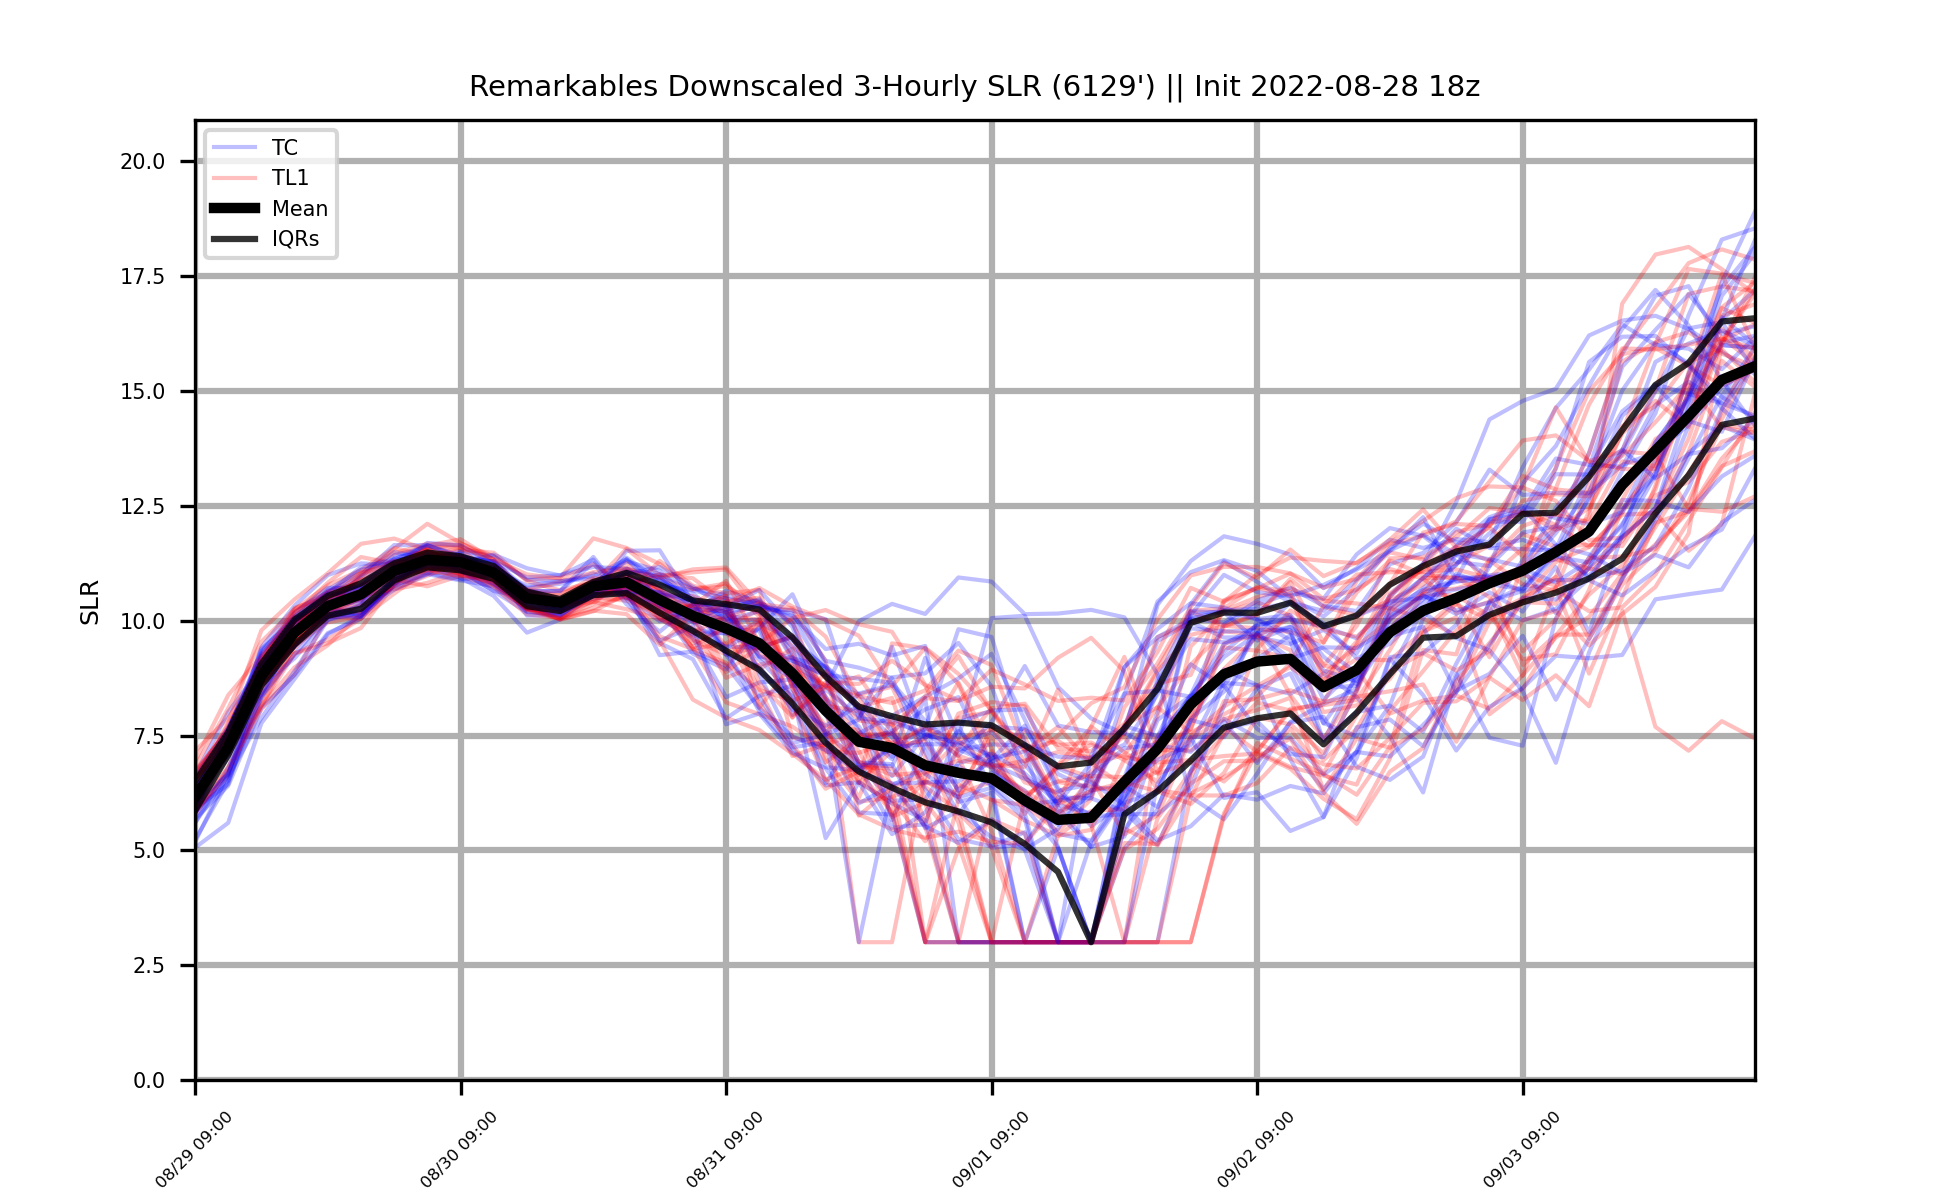 Remarkables Downscaled 3-Hourly SLR (6129') || Init 2022-08-28 18z
TC
TL1
Mean
IQRs
SLR
20.0
17.5
15.0
12.5
10.0
7.5
5.0
2.5
0.0
08/29 09:00
08/30 09:00
08/31 09:00
09/01 09:00
09/02 09:00
09/03 09:00